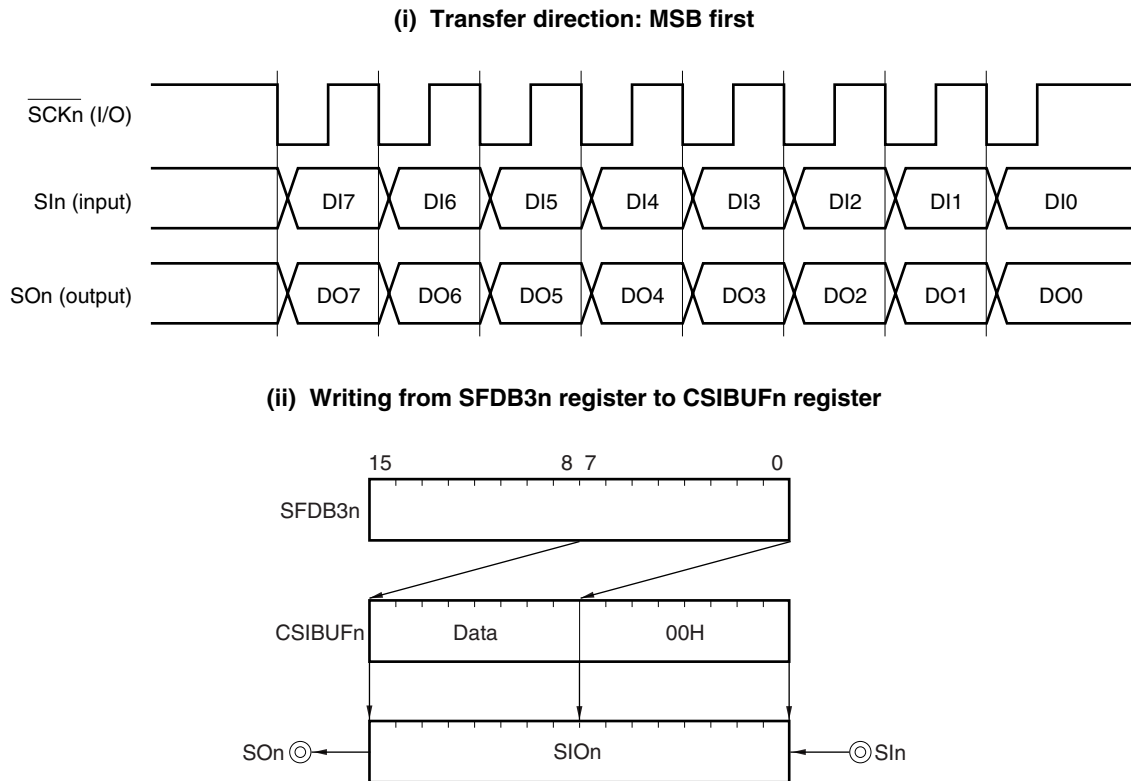 (i) Transfer direction: MSB first
SCKn (I/O)
SIn (input) DI7 DI6 DI5 DI4 DI3 DI2 DI1 DI0
SOn (output) DO7 DO6 DO5 DO4 DO3 DO2 DO1 DO0
(ii) Writing from SFDB3n register to CSIBUFn register
15 8 7 0
SFDB3n
CSIBUFn Data 00H
SOn SIOn SIn